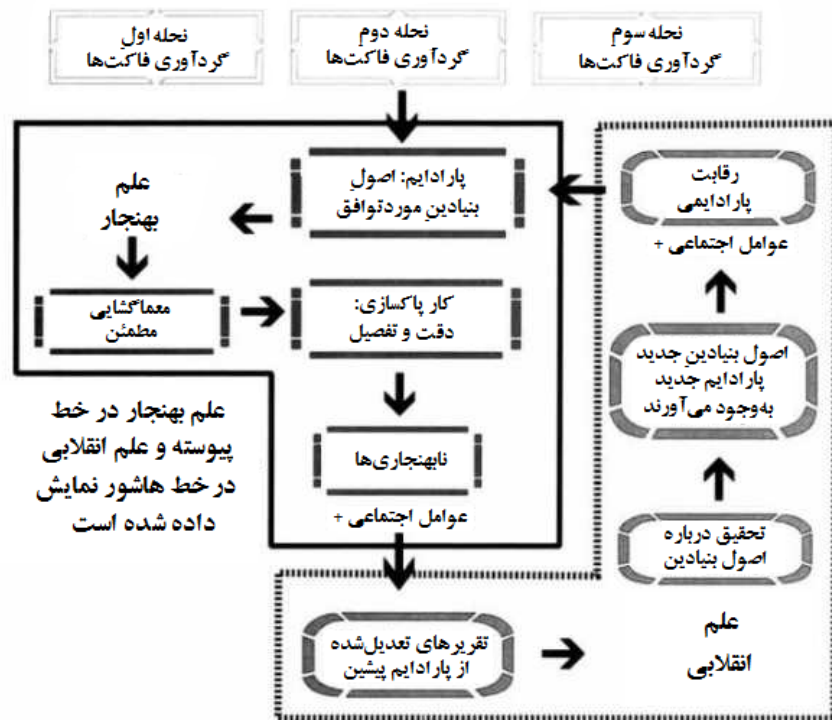 نحله اولِ
گردآوری فاکت‌ها
نحله دومِ
گردآوری فاکت‌ها
نحله سومِ
گردآوری فاکت‌ها
پارادایم: اصولِ
بنیادینِ موردتوافق
علم
بهنجار
معماگشایی
مطمئن
کار پاکسازی:
دقت و تفصیل
نابهنجاری‌ها
عوامل اجتماعی +
علم بهنجار در خط
پیوسته و علم انقلابی
در خط هاشور نمایش
داده شده است
تقریرهای تعدیل‌شده
از پارادایم پیشین
علم
انقلابی
تحقیق درباره
اصول بنیادین
اصول بنیادینِ جدید
پارادایم جدید
به‌وجود می‌آورند
رقابت
پارادایمی
عوامل اجتماعی +